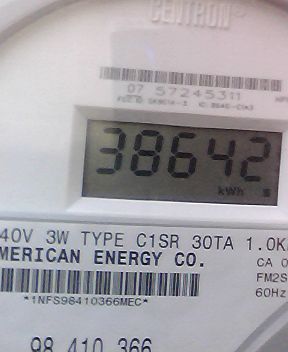 CENTRON®
07 57245311
38642
kWh
40V 3W TYPE C1SR 30TA 1.0K
MERICAN ENERGY CO.
CA 0
FM2S
60Hz
*1NFS98410366MEC*
98 410 366